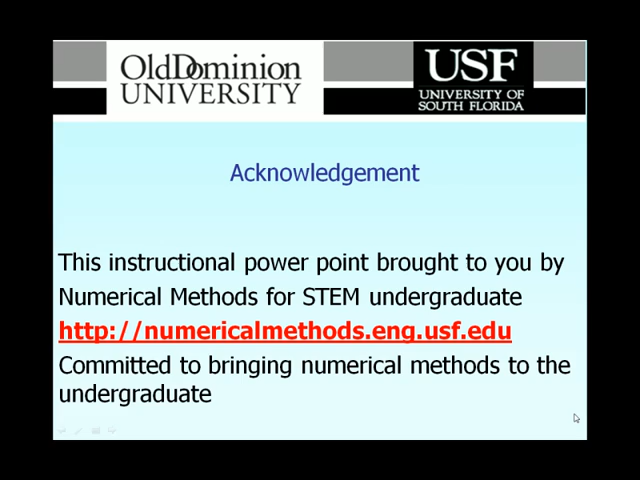 OldDominion
UNIVERSITY
USF
UNIVERSITY OF
SOUTH FLORIDA
Acknowledgement
This instructional power point brought to you by
Numerical Methods for STEM undergraduate
http://numericalmethods.eng.usf.edu
Committed to bringing numerical methods to the
undergraduate